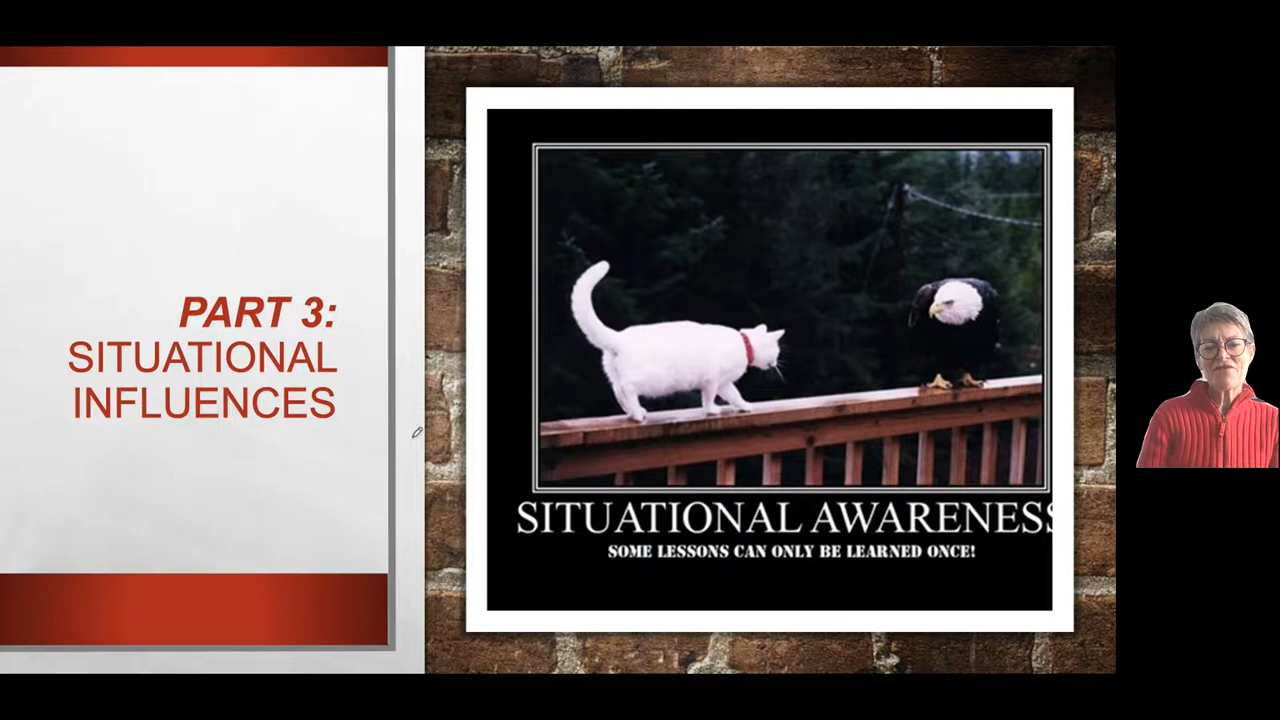 PART 3:
SITUATIONAL
INFLUENCES
SITUATIONAL AWARENESS
SOME LESSONS CAN ONLY BE LEARNED ONCE!